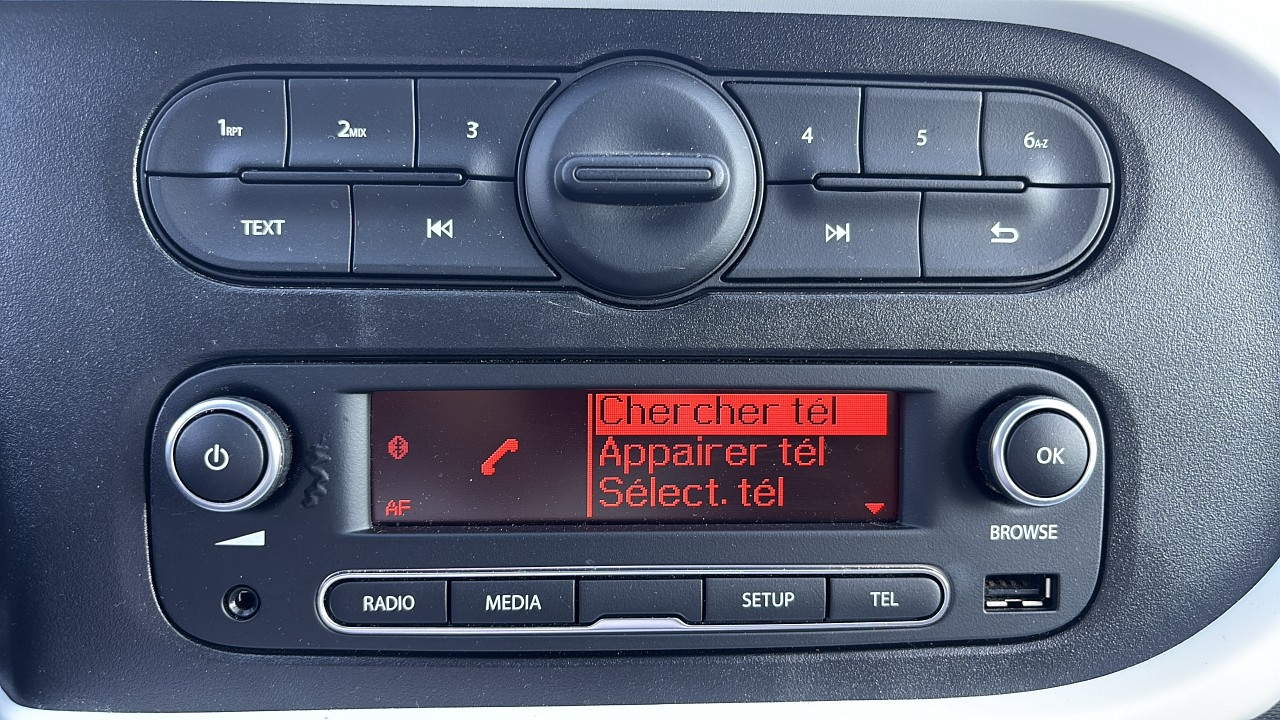 1RPT
2MIX
3
4
5
6A-Z
TEXT
Chercher tél
Appairer tél
Sélect. tél
AF
OK
BROWSE
RADIO
MEDIA
SETUP
TEL